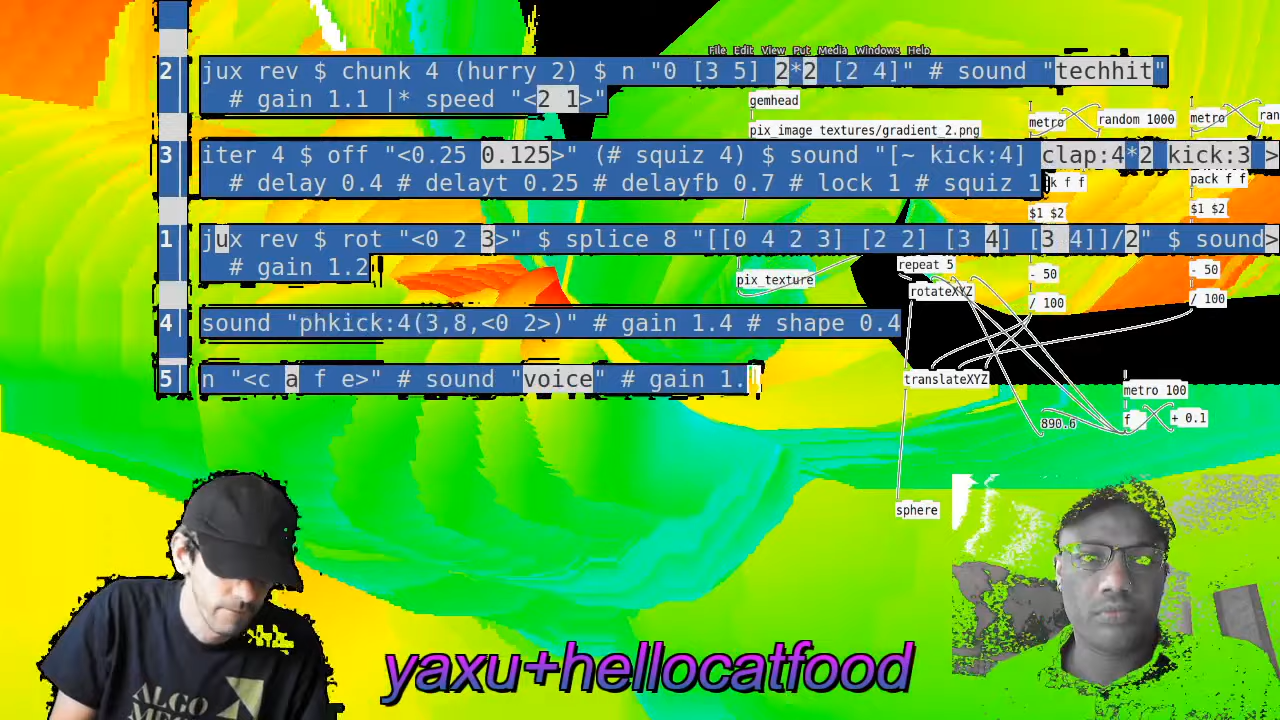 File Edit View Put Media Windows Help
2 jux rev $ chunk 4 (hurry 2) $ n "0 [3 5] 2*2 [2 4]" # sound "techhit"
# gain 1.1 |* speed "<2 1>"
gemhead
pix_image textures/gradient_2.png
metro random 1000 metro
3 iter 4 $ off "<0.25 0.125>" (# squiz 4) $ sound "[~ kick:4] clap:4*2 kick:3 >
# delay 0.4 # delayt 0.25 # delayfb 0.7 # lock 1 # squiz 1
k f f pack f f
$1 $2 $1 $2
1 jux rev $ rot "<0 2 3>" $ splice 8 "[[0 4 2 3] [2 2] [3 4] [3 4]]/2" $ sound>
# gain 1.2
repeat 5
pix_texture
- 50 - 50
rotateXYZ
/ 100 / 100
4 sound "phkick:4(3,8,<0 2>)" # gain 1.4 # shape 0.4
5 n "<c a f e>" # sound "voice" # gain 1.
translateXYZ
metro 100
f + 0.1
890.6
sphere
yaxu+hellocatfood
ALGO